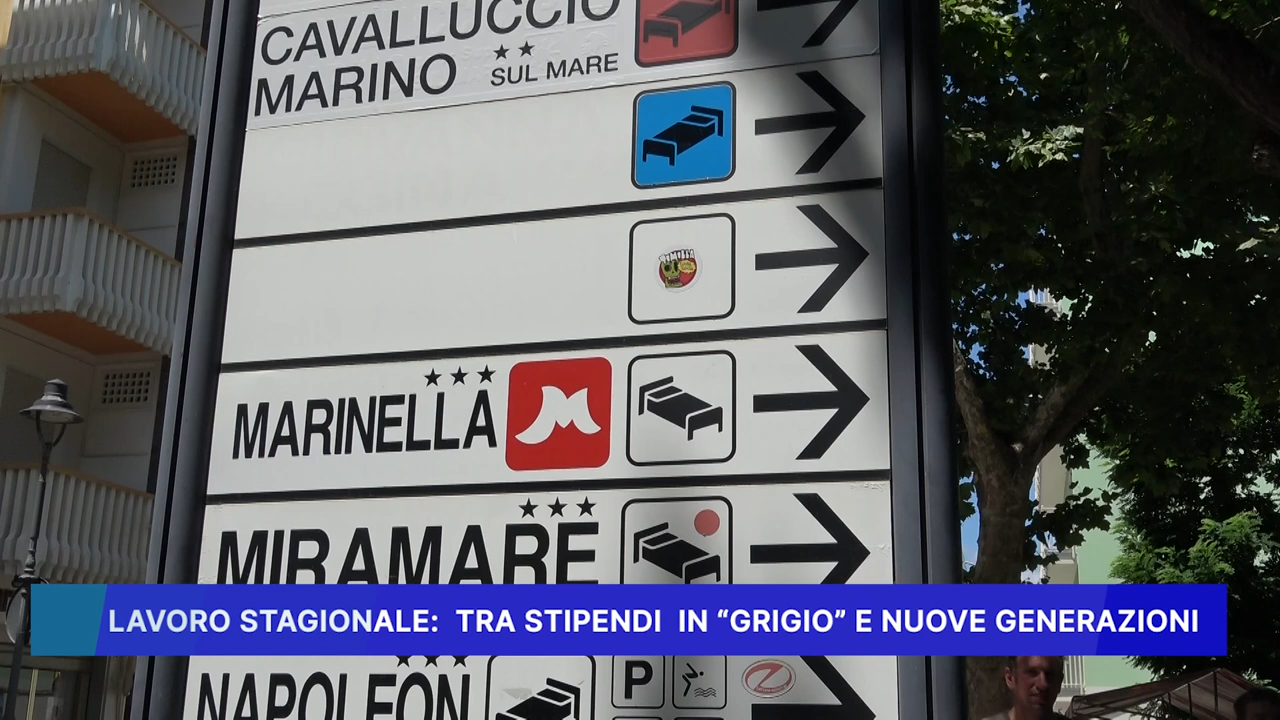 CAVALLUCCIO
MARINO ★★ SUL MARE
★★★
MARINELLA M
★★★
MIRAMARE
LAVORO STAGIONALE: TRA STIPENDI IN “GRIGIO” E NUOVE GENERAZIONI
★★★
NAPOLEON P